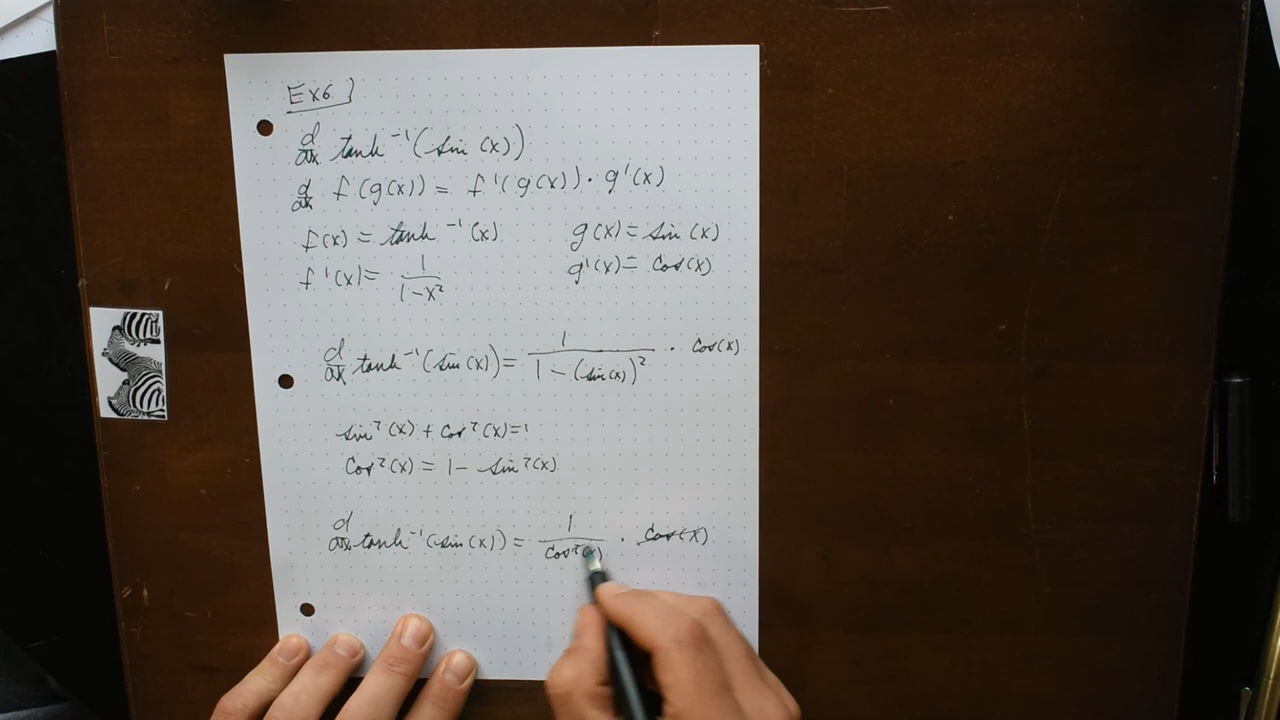 Ex6.
d/dx tanh⁻¹(sin(x))
d/dx f(g(x)) = f'(g(x)) · g'(x)
f(x) = tanh⁻¹(x) g(x) = sin(x)
f'(x) = 1/(1-x²) g'(x) = cos(x)
d/dx tanh⁻¹(sin(x)) = 1/(1-(sin(x))²) · cos(x)
sin²(x) + cos²(x) = 1
cos²(x) = 1 - sin²(x)
d/dx tanh⁻¹(sin(x)) = 1/cos²(x) · cos(x)